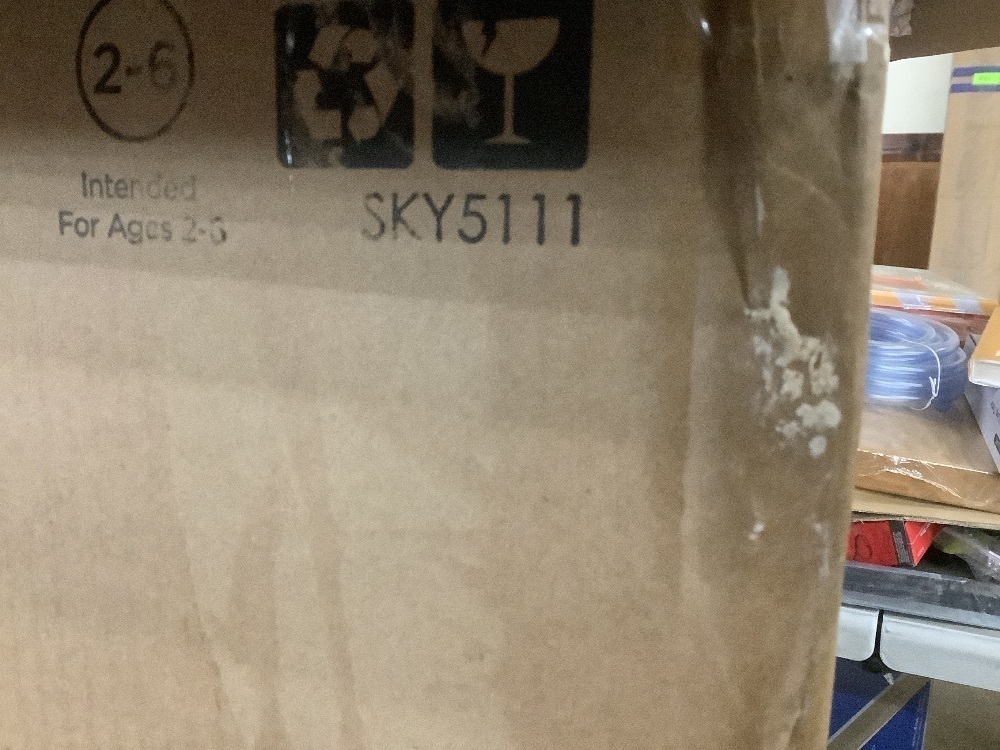 2-6
Intended
For Ages 2-6
SKY5111